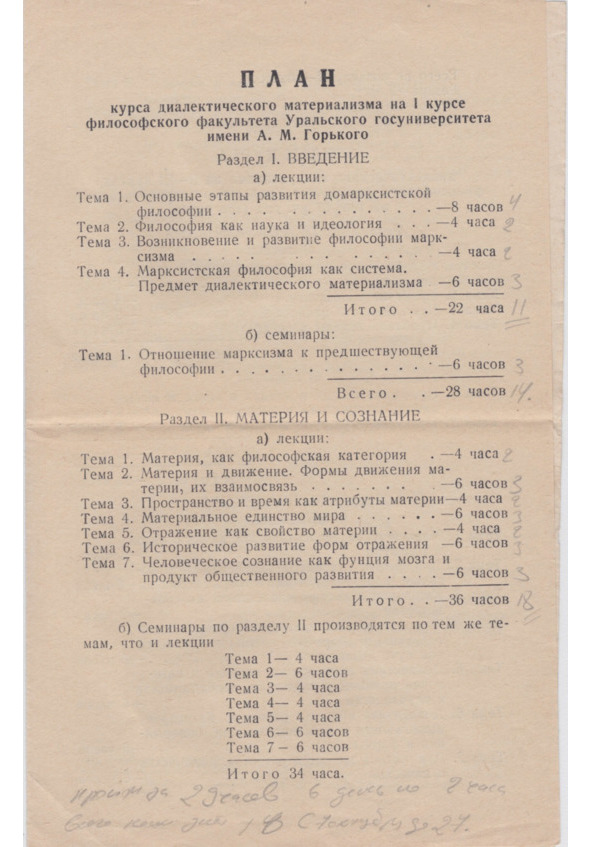 ПЛАН
курса диалектического материализма на I курсе
философского факультета Уральского госуниверситета
имени А. М. Горького
Раздел I. ВВЕДЕНИЕ
а) лекции:
Тема 1. Основные этапы развития домарксистской
философии . . . . . . . . . . . . . . . —8 часов 4
Тема 2. Философия как наука и идеология . . . —4 часа 2
Тема 3. Возникновение и развитие философии марк-
сизма . . . . . . . . . . . —4 часа 2
Тема 4. Марксистская философия как система.
Предмет диалектического материализма —6 часов 3
Итого . . —22 часа 11
б) семинары:
Тема 1. Отношение марксизма к предшествующей
философии . . . . . . . . . . . . . . . —6 часов 3
Всего . . —28 часов 14.
Раздел II. МАТЕРИЯ И СОЗНАНИЕ
а) лекции:
Тема 1. Материя, как философская категория . —4 часа 2
Тема 2. Материя и движение. Формы движения ма-
терии, их взаимосвязь . . . . . . . . —6 часов 3
Тема 3. Пространство и время как атрибуты материи—4 часа 2
Тема 4. Материальное единство мира . . . . . . —6 часов 3
Тема 5. Отражение как свойство материи . . . . —4 часа
Тема 6. Историческое развитие форм отражения —6 часов
Тема 7. Человеческое сознание как фунция мозга и
продукт общественного развития . . . . —6 часов 3
Итого . . —36 часов 18
б) Семинары по разделу II производятся по тем же те-
мам, что и лекции
Тема 1— 4 часа
Тема 2— 6 часов
Тема 3— 4 часа
Тема 4— 4 часа
Тема 5— 4 часа
Тема 6— 6 часов
Тема 7— 6 часов
Итого 34 часа.
часов 6 день по 2 часа